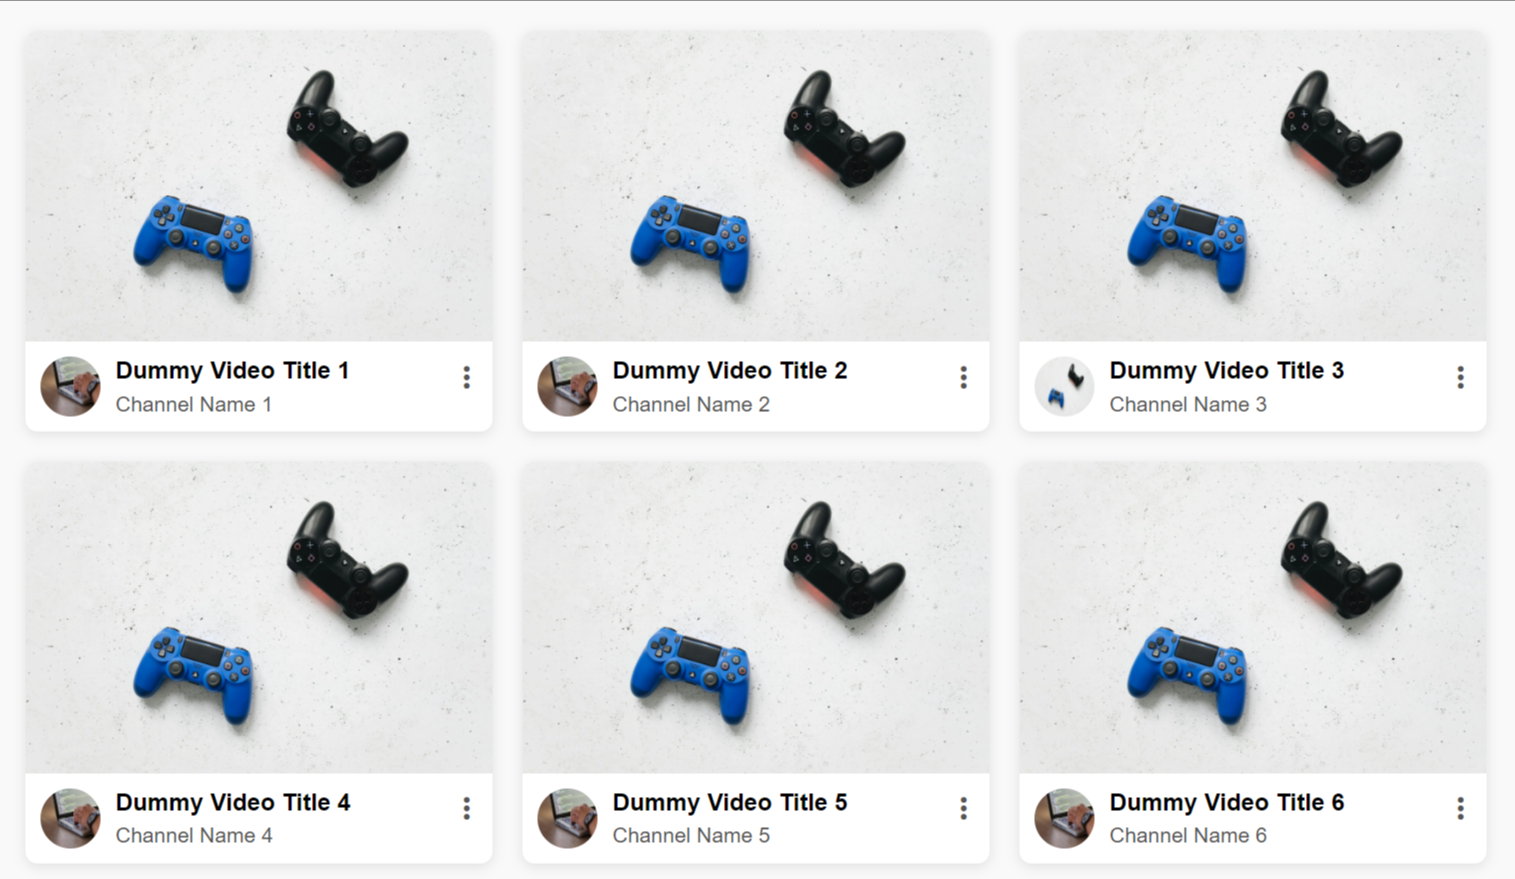 Dummy Video Title 1
Channel Name 1
Dummy Video Title 2
Channel Name 2
Dummy Video Title 3
Channel Name 3
Dummy Video Title 4
Channel Name 4
Dummy Video Title 5
Channel Name 5
Dummy Video Title 6
Channel Name 6